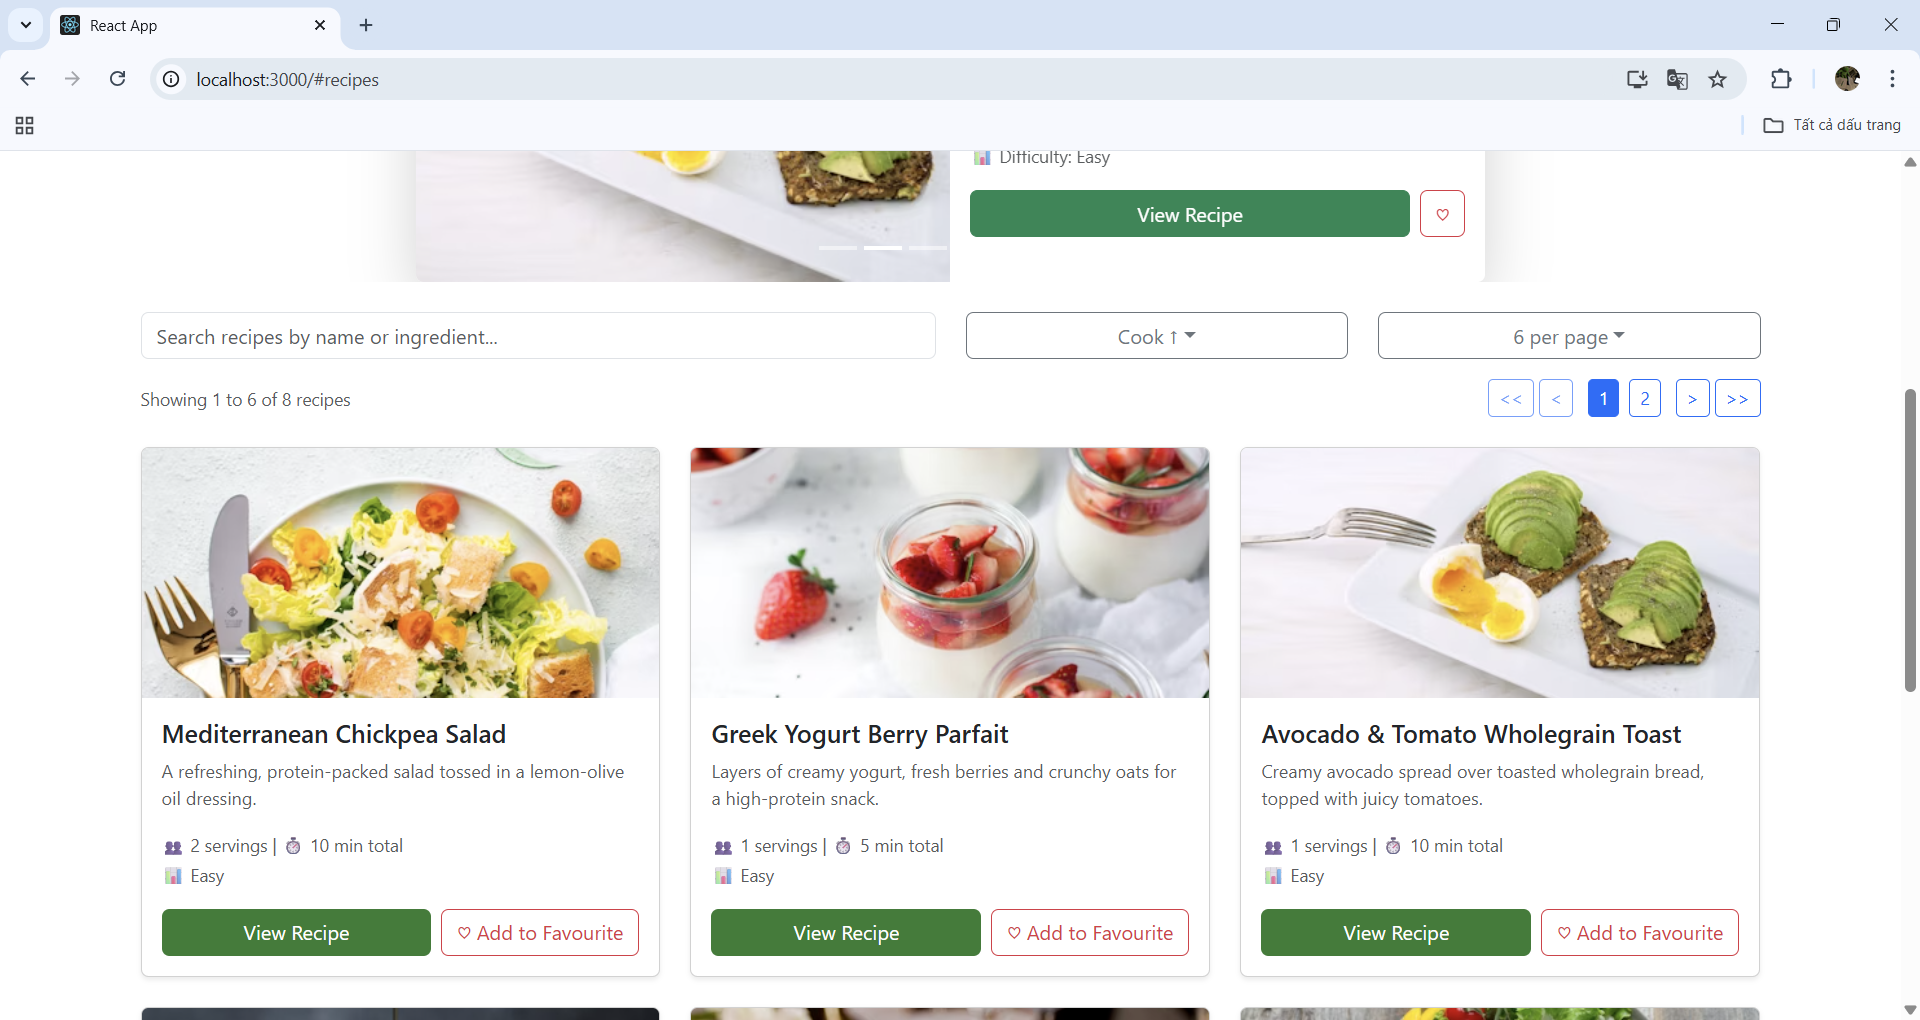 React App
localhost:3000/#recipes
Tất cả dấu trang
Difficulty: Easy
View Recipe
♡
Search recipes by name or ingredient...
Cook ↑
6 per page
Showing 1 to 6 of 8 recipes
<< < 1 2 > >>
Mediterranean Chickpea Salad
A refreshing, protein-packed salad tossed in a lemon-olive
oil dressing.
2 servings | 10 min total
Easy
View Recipe
♡ Add to Favourite
Greek Yogurt Berry Parfait
Layers of creamy yogurt, fresh berries and crunchy oats for
a high-protein snack.
1 servings | 5 min total
Easy
View Recipe
♡ Add to Favourite
Avocado & Tomato Wholegrain Toast
Creamy avocado spread over toasted wholegrain bread,
topped with juicy tomatoes.
1 servings | 10 min total
Easy
View Recipe
♡ Add to Favourite